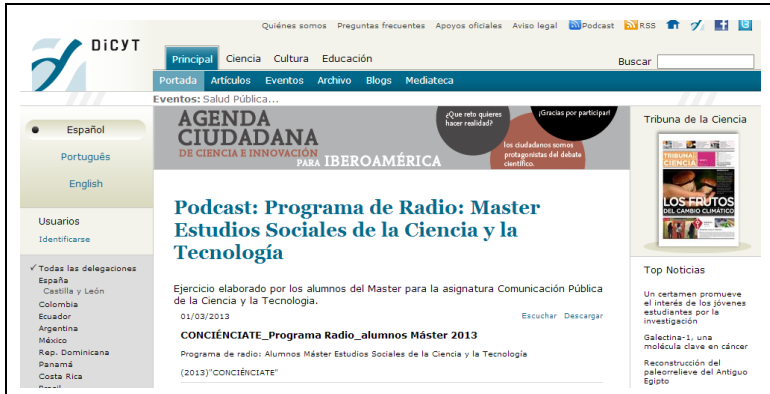 Quiénes somos Preguntas frecuentes Apoyos oficiales Aviso legal Podcast RSS
DiCYT
Principal Ciencia Cultura Educación
Buscar
Portada Artículos Eventos Archivo Blogs Mediateca
Eventos: Salud Pública...
Español
Português
English
Usuarios
Identificarse
✓ Todas las delegaciones
España
Castilla y León
Colombia
Ecuador
Argentina
México
Rep. Dominicana
Panamá
Costa Rica
Brasil
AGENDA
CIUDADANA
DE CIENCIA E INNOVACIÓN
PARA IBEROAMÉRICA
¿Que reto quieres
hacer realidad?
¡Gracias por participar!
los ciudadanos somos
protagonistas del debate
científico.
Podcast: Programa de Radio: Master
Estudios Sociales de la Ciencia y la
Tecnología
Ejercicio elaborado por los alumnos del Master para la asignatura Comunicación Pública
de la Ciencia y la Tecnologia.
01/03/2013 Escuchar Descargar
CONCIÉNCIATE_Programa Radio_alumnos Máster 2013
Programa de radio: Alumnos Máster Estudios Sociales de la Ciencia y la Tecnología
(2013)"CONCIÉNCIATE"
Tribuna de la Ciencia
TRIBUNA
CIENCIA
LOS FRUTOS
DEL CAMBIO CLIMÁTICO
Top Noticias
Un certamen promueve
el interés de los jóvenes
estudiantes por la
investigación
Galectina-1, una
molécula clave en cáncer
Reconstrucción del
paleorrelieve del Antiguo
Egipto